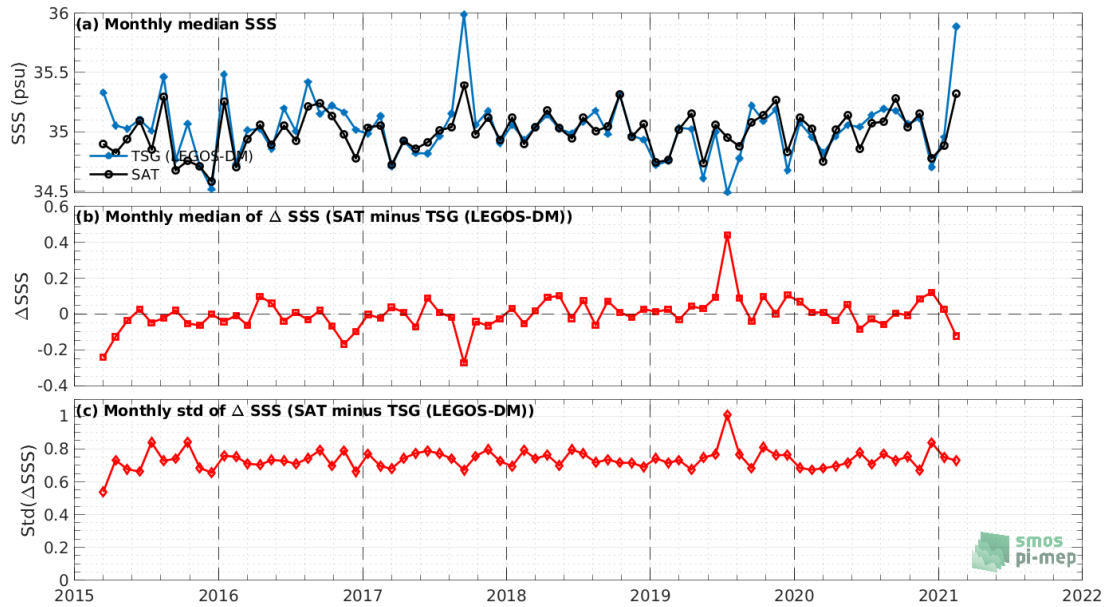 (a) Monthly median SSS
36
35.5
35
34.5
SSS (psu)
TSG (LEGOS-DM)
SAT
(b) Monthly median of Δ SSS (SAT minus TSG (LEGOS-DM))
0.6
0.4
0.2
0
-0.2
-0.4
ΔSSS
(c) Monthly std of Δ SSS (SAT minus TSG (LEGOS-DM))
1
0.8
0.6
0.4
0.2
0
Std(ΔSSS)
smos
pi-mep
2015 2016 2017 2018 2019 2020 2021 2022